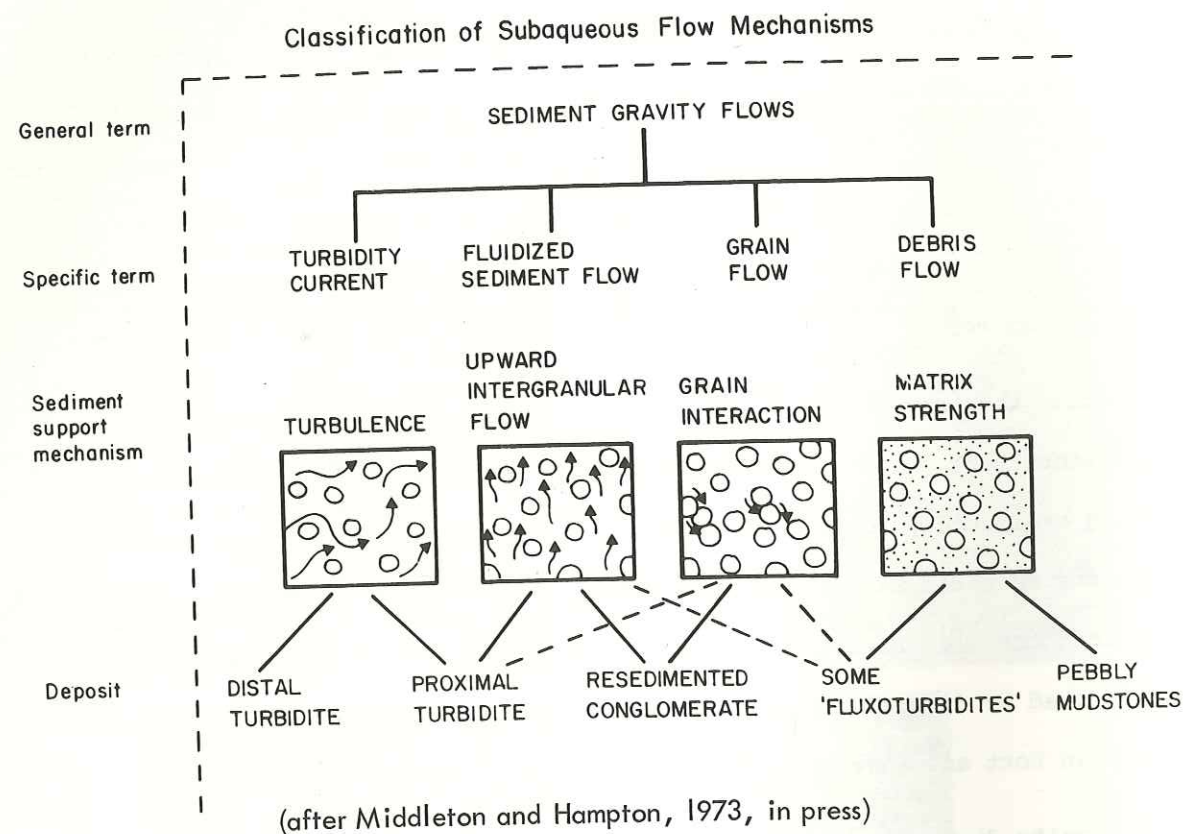 Classification of Subaqueous Flow Mechanisms
General term
SEDIMENT GRAVITY FLOWS
Specific term
TURBIDITY
CURRENT
FLUIDIZED
SEDIMENT FLOW
GRAIN
FLOW
DEBRIS
FLOW
Sediment
support
mechanism
TURBULENCE
UPWARD
INTERGRANULAR
FLOW
GRAIN
INTERACTION
MATRIX
STRENGTH
Deposit
DISTAL
TURBIDITE
PROXIMAL
TURBIDITE
RESEDIMENTED
CONGLOMERATE
SOME
'FLUXOTURBIDITES'
PEBBLY
MUDSTONES
(after Middleton and Hampton, 1973, in press)